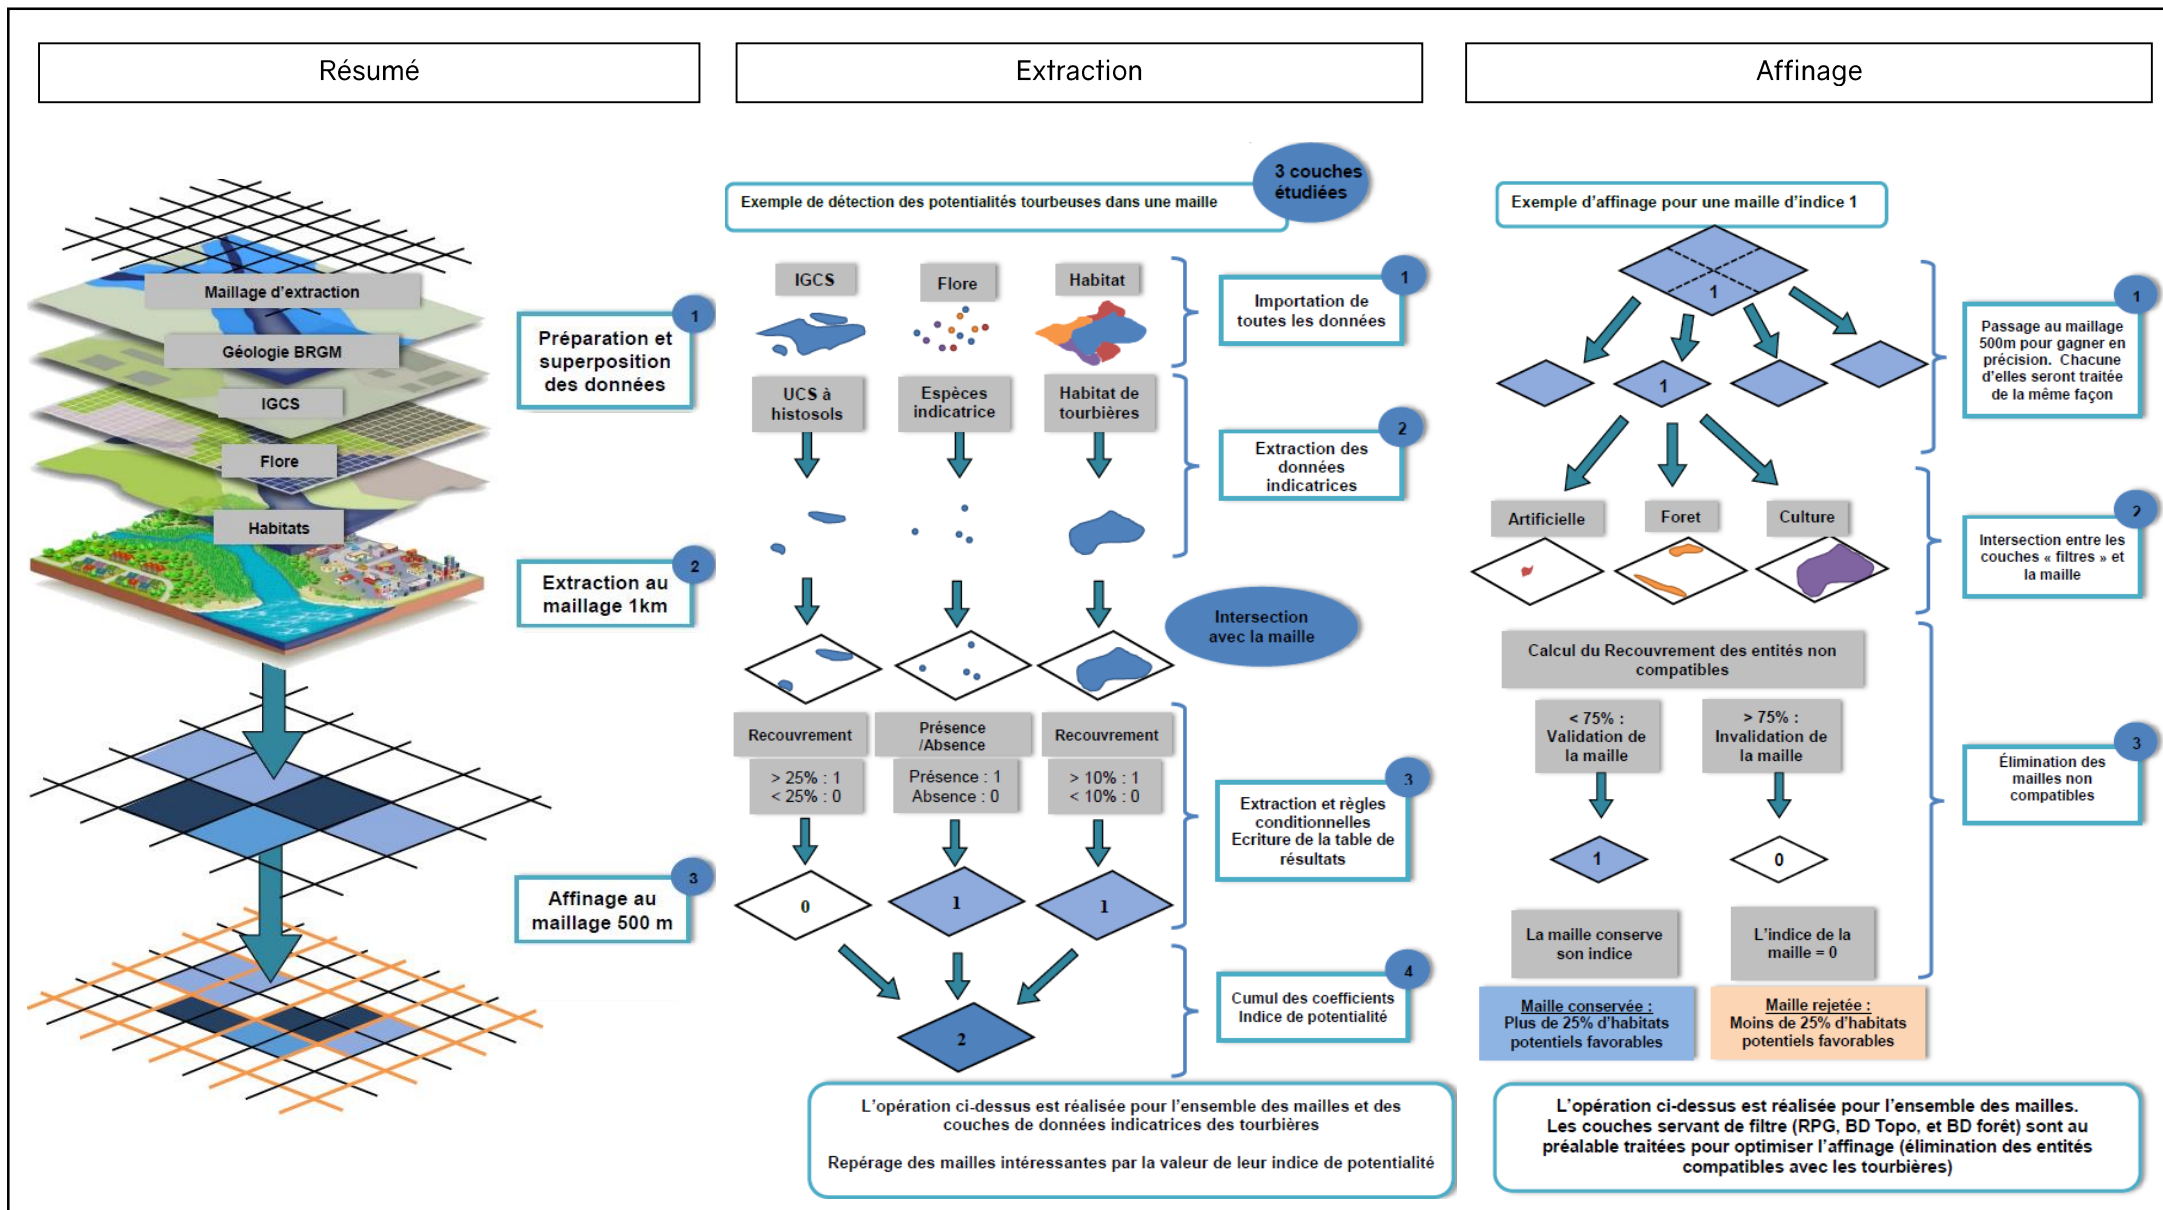 Résumé
Maillage d'extraction
Géologie BRGM
IGCS
Flore
Habitats
1
Préparation et
superposition
des données
2
Extraction au
maillage 1km
3
Affinage au
maillage 500 m
Extraction
3 couches
étudiées
Exemple de détection des potentialités tourbeuses dans une maille
IGCS
Flore
Habitat
1
Importation de
toutes les données
UCS à
histosols
Espèces
indicatrice
Habitat de
tourbières
2
Extraction des
données
indicatrices
Intersection
avec la maille
Recouvrement
Présence
/Absence
Recouvrement
> 25% : 1
< 25% : 0
Présence : 1
Absence : 0
> 10% : 1
< 10% : 0
3
Extraction et règles
conditionnelles
Ecriture de la table de
résultats
0
1
1
4
Cumul des coefficients
Indice de potentialité
2
L'opération ci-dessus est réalisée pour l'ensemble des mailles et des
couches de données indicatrices des tourbières
Repérage des mailles intéressantes par la valeur de leur indice de potentialité
Affinage
Exemple d'affinage pour une maille d'indice 1
1
1
1
Passage au maillage
500m pour gagner en
précision. Chacune
d'elles seront traitée
de la même façon
Artificielle
Foret
Culture
2
Intersection entre les
couches « filtres » et
la maille
Calcul du Recouvrement des entités non
compatibles
< 75% :
Validation de
la maille
> 75% :
Invalidation de
la maille
3
Élimination des
mailles non
compatibles
1
0
La maille conserve
son indice
L'indice de la
maille = 0
Maille conservée :
Plus de 25% d'habitats
potentiels favorables
Maille rejetée :
Moins de 25% d'habitats
potentiels favorables
L'opération ci-dessus est réalisée pour l'ensemble des mailles.
Les couches servant de filtre (RPG, BD Topo, et BD forêt) sont au
préalable traitées pour optimiser l'affinage (élimination des entités
compatibles avec les tourbières)